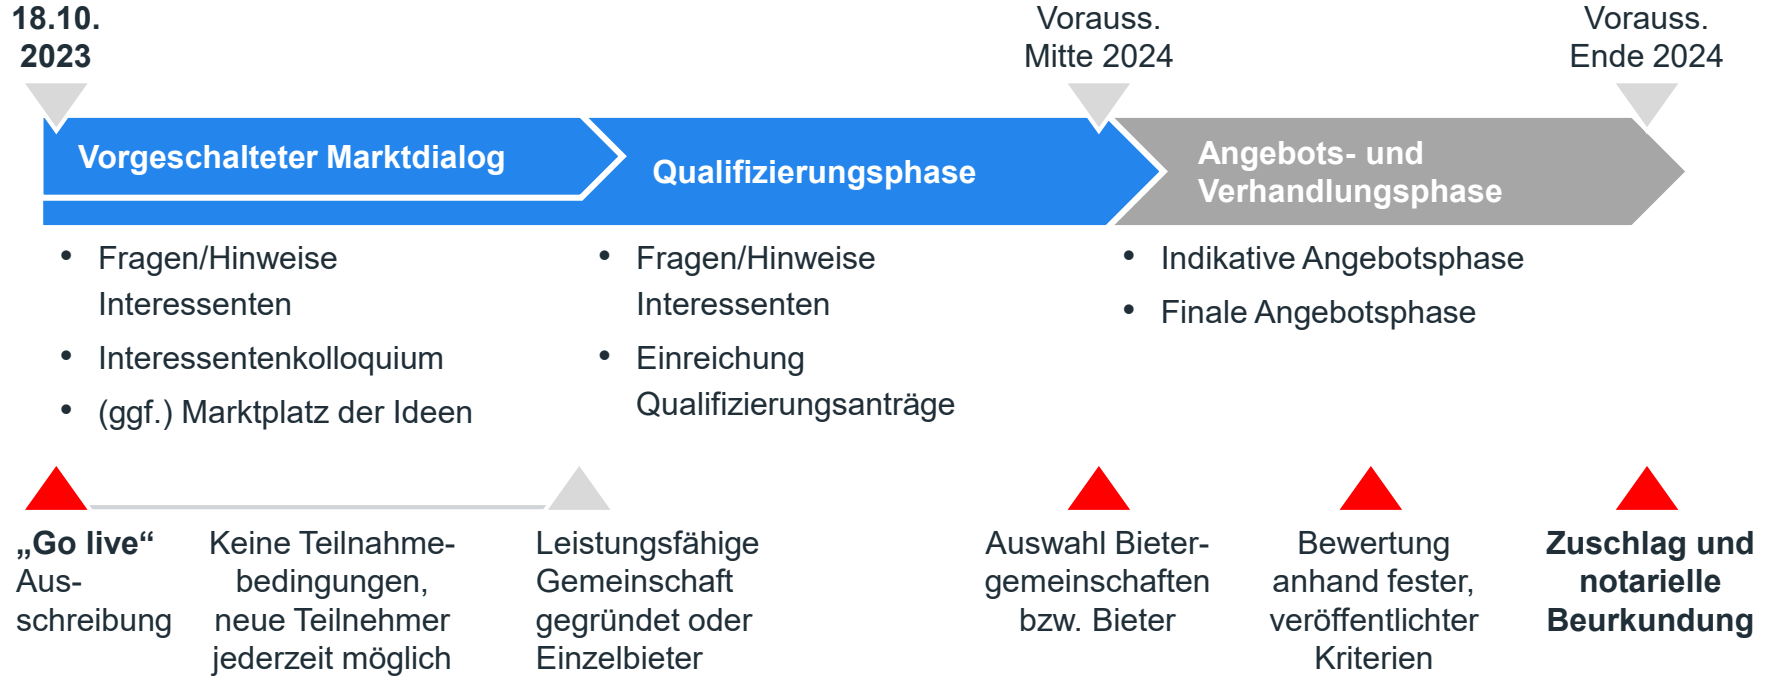 18.10.
2023
Vorauss.
Mitte 2024
Vorauss.
Ende 2024
Vorgeschalteter Marktdialog
Qualifizierungsphase
Angebots- und
Verhandlungsphase
• Fragen/Hinweise
Interessenten
• Interessentenkolloquium
• (ggf.) Marktplatz der Ideen
• Fragen/Hinweise
Interessenten
• Einreichung
Qualifizierungsanträge
• Indikative Angebotsphase
• Finale Angebotsphase
„Go live“
Aus-
schreibung
Keine Teilnahme-
bedingungen,
neue Teilnehmer
jederzeit möglich
Leistungsfähige
Gemeinschaft
gegründet oder
Einzelbieter
Auswahl Bieter-
gemeinschaften
bzw. Bieter
Bewertung
anhand fester,
veröffentlichter
Kriterien
Zuschlag und
notarielle
Beurkundung